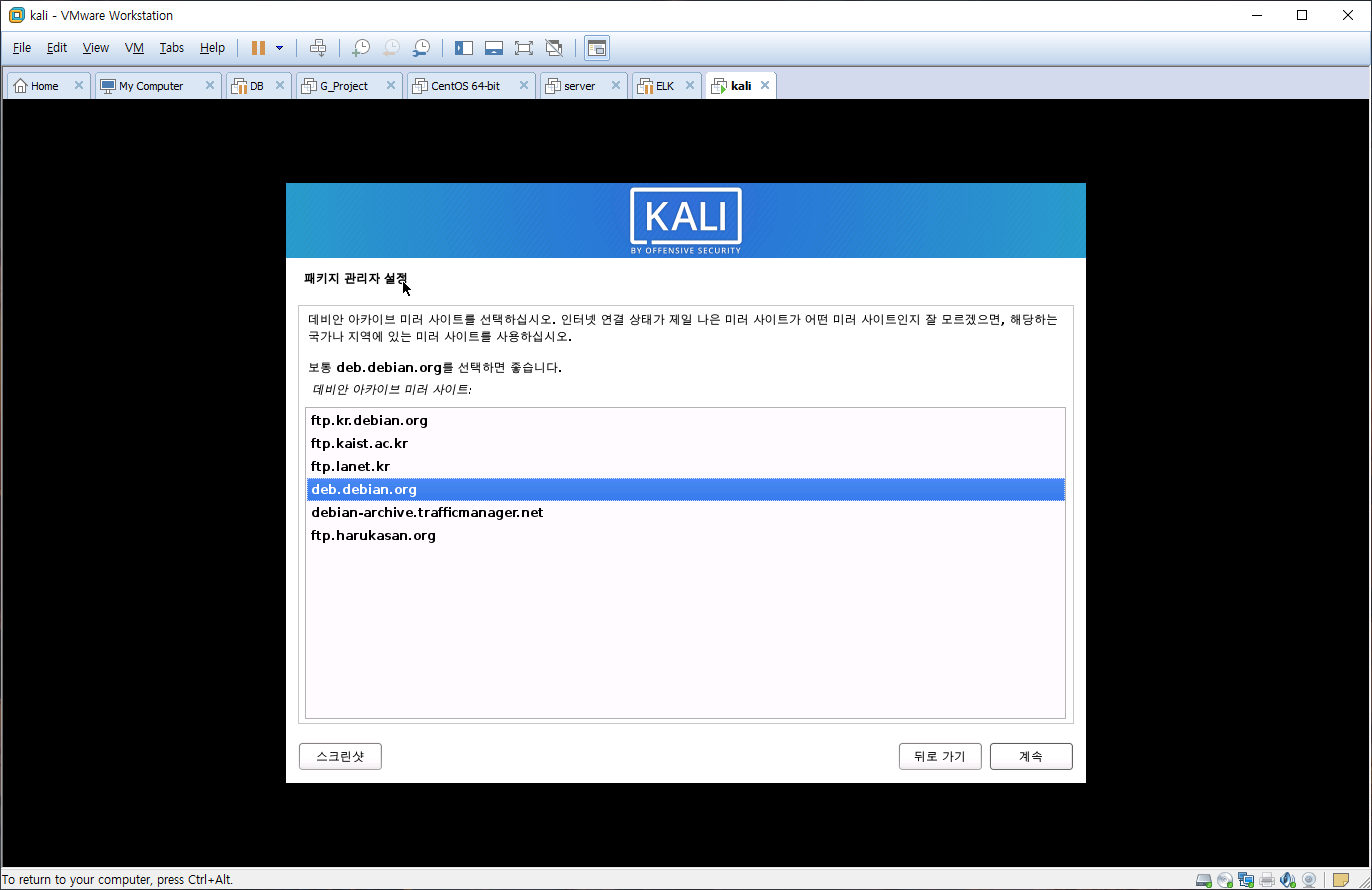 kali - VMware Workstation
File Edit View VM Tabs Help
Home My Computer DB G_Project CentOS 64-bit server ELK kali
KALI
BY OFFENSIVE SECURITY
패키지 관리자 설정
데비안 아카이브 미러 사이트를 선택하십시오. 인터넷 연결 상태가 제일 나은 미러 사이트가 어떤 미러 사이트인지 잘 모르겠으면, 해당하는
국가나 지역에 있는 미러 사이트를 사용하십시오.
보통 deb.debian.org를 선택하면 좋습니다.
데비안 아카이브 미러 사이트:
ftp.kr.debian.org
ftp.kaist.ac.kr
ftp.lanet.kr
deb.debian.org
debian-archive.trafficmanager.net
ftp.harukasan.org
스크린샷 뒤로 가기 계속
To return to your computer, press Ctrl+Alt.